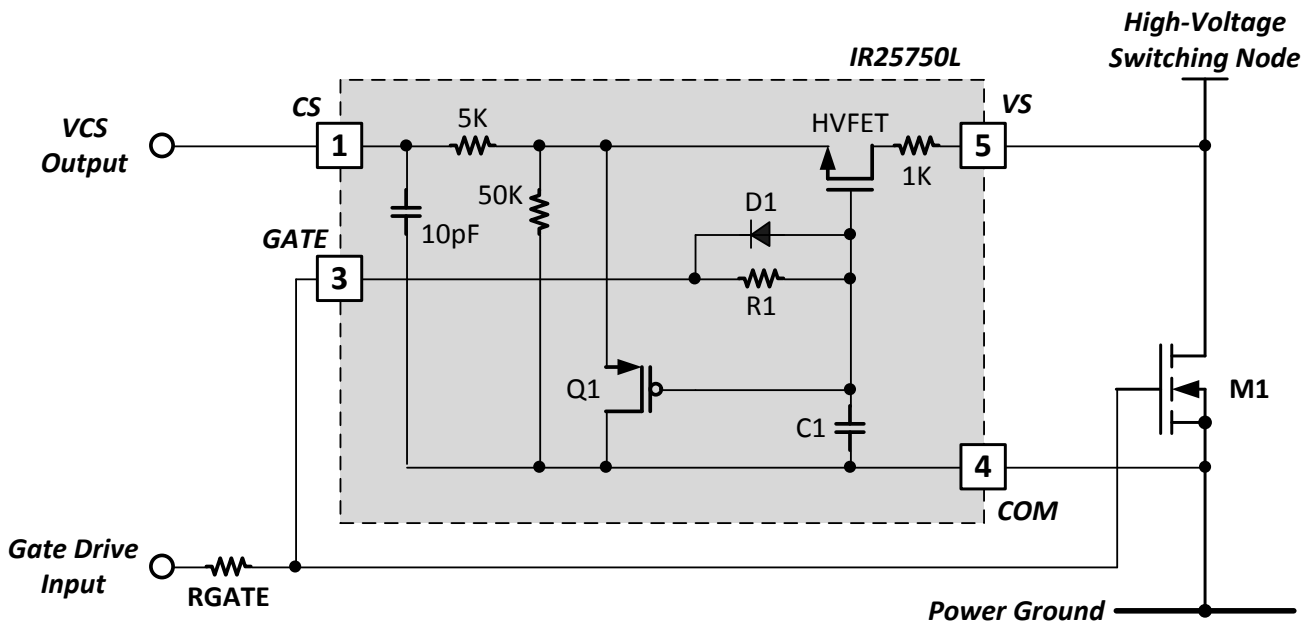 High-Voltage
Switching Node
IR25750L
CS
VS
VCS
Output
1
5K
HVFET
5
1K
50K
D1
10pF
GATE
3
R1
Q1
M1
C1
4
COM
Gate Drive
Input
RGATE
Power Ground